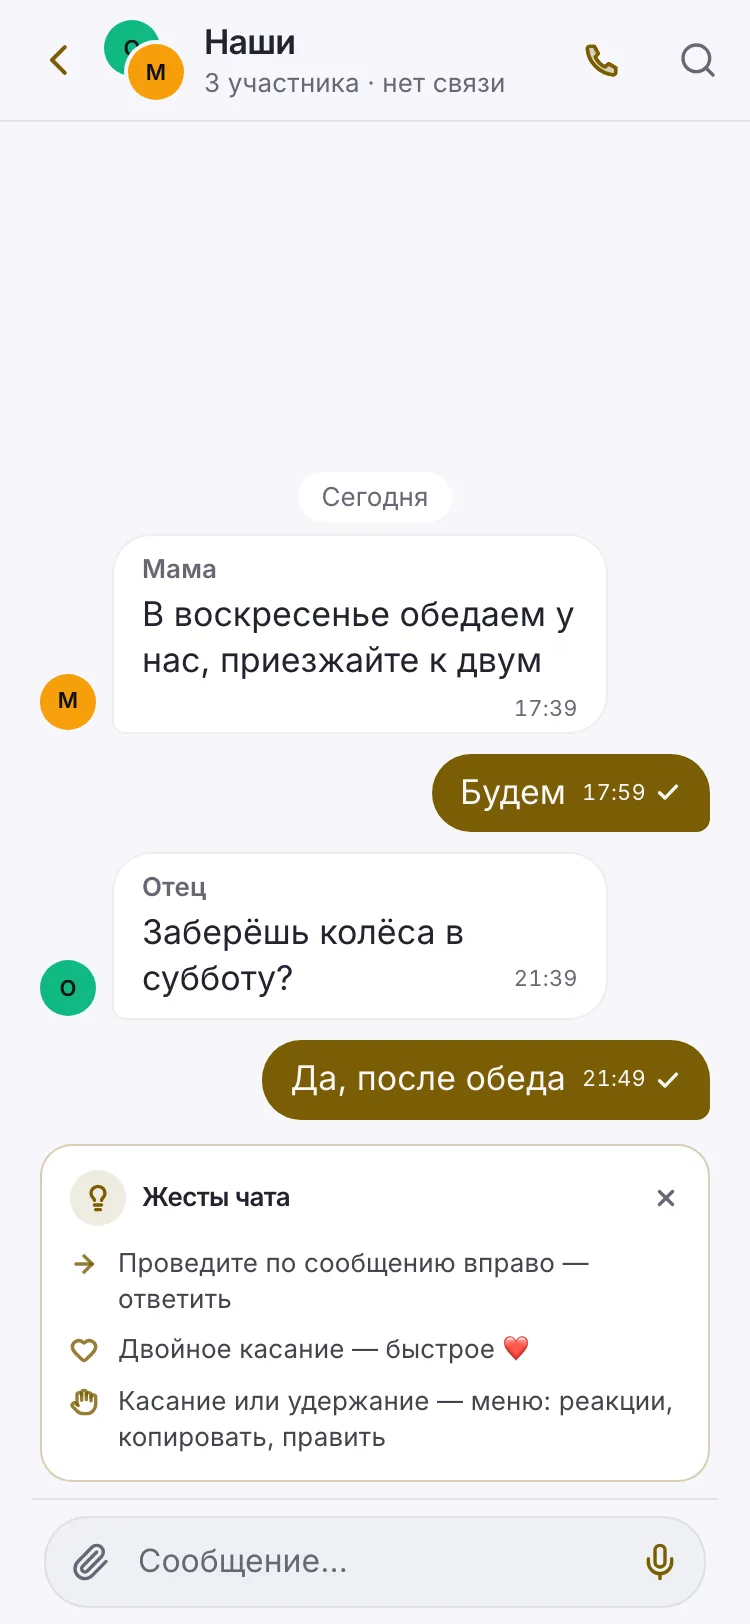 О
М
Наши
3 участника · нет связи
Сегодня
Мама
В воскресенье обедаем у
нас, приезжайте к двум
17:39
М
Будем 17:59
Отец
Заберёшь колёса в
субботу? 21:39
О
Да, после обеда 21:49
Жесты чата
Проведите по сообщению вправо —
ответить
Двойное касание — быстрое ❤️
Касание или удержание — меню: реакции,
копировать, править
Сообщение...